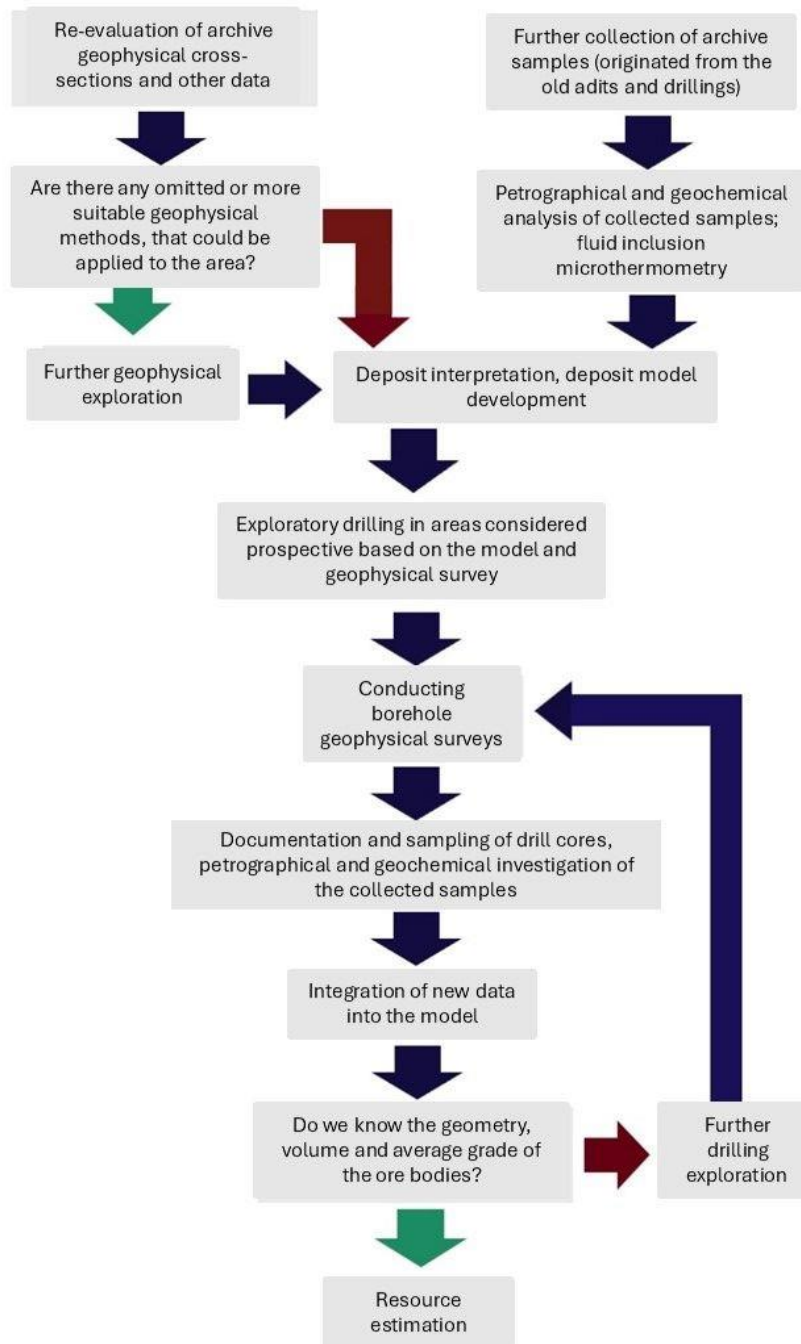 Re-evaluation of archive
geophysical cross-
sections and other data
Further collection of archive
samples (originated from the
old adits and drillings)
Are there any omitted or more
suitable geophysical
methods, that could be
applied to the area?
Petrographical and geochemical
analysis of collected samples;
fluid inclusion
microthermometry
Further geophysical
exploration
Deposit interpretation, deposit model
development
Exploratory drilling in areas considered
prospective based on the model and
geophysical survey
Conducting
borehole
geophysical surveys
Documentation and sampling of drill cores,
petrographical and geochemical investigation of
the collected samples
Integration of new data
into the model
Do we know the geometry,
volume and average grade of
the ore bodies?
Further
drilling
exploration
Resource
estimation